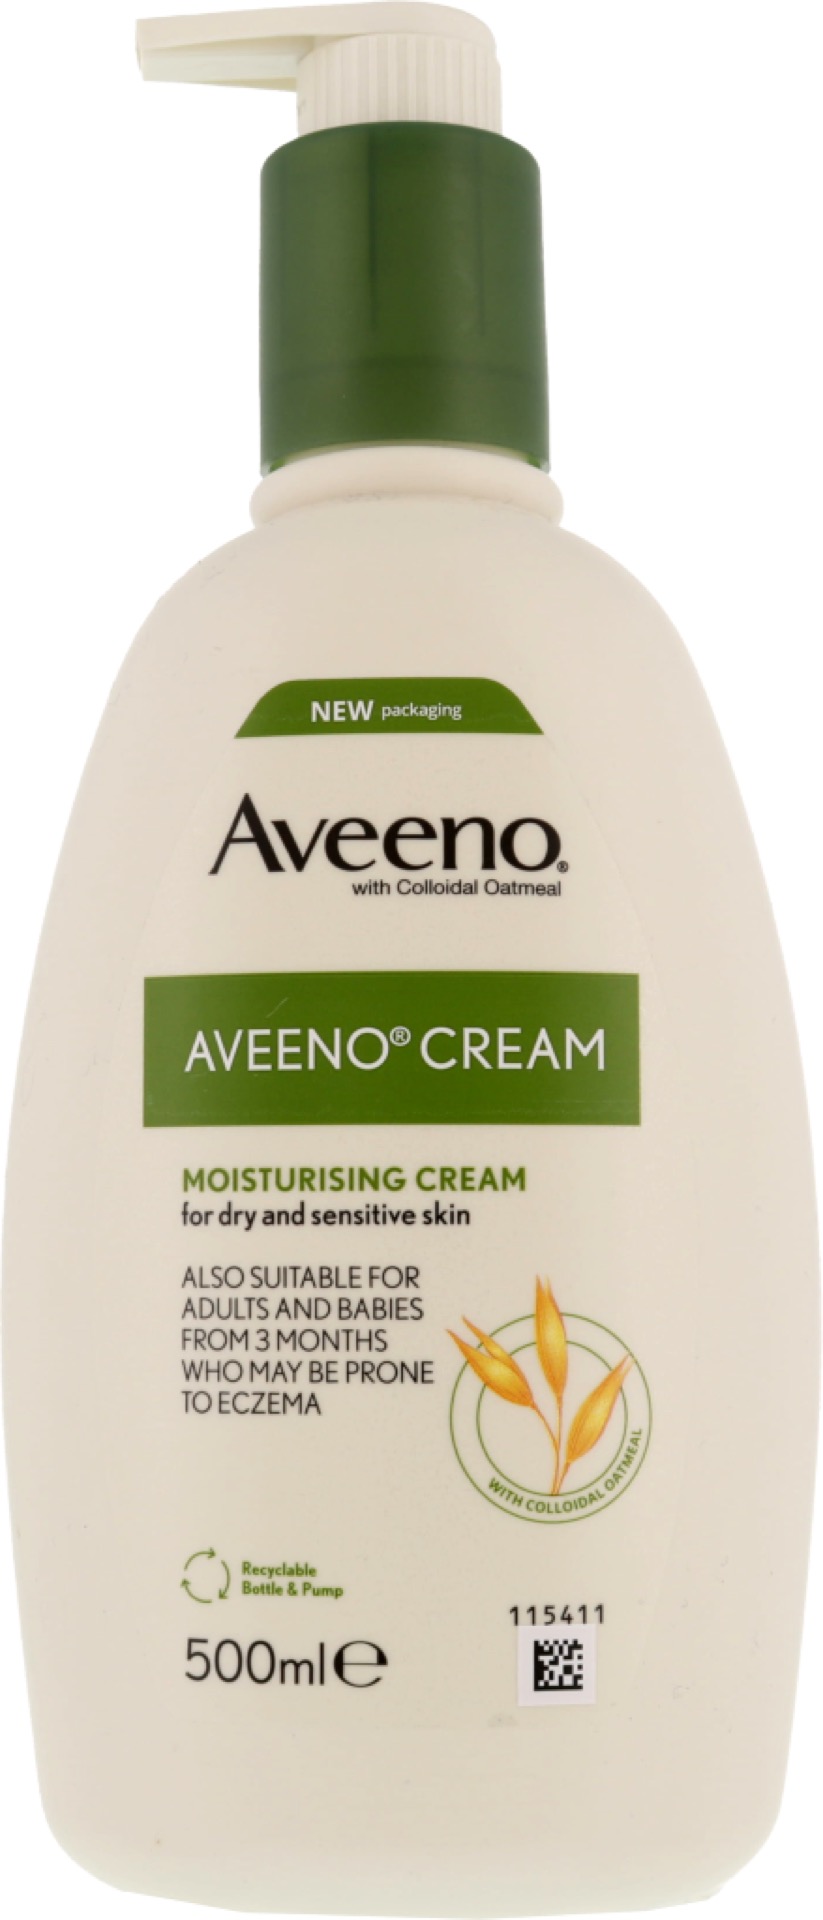 NEW packaging
Aveeno®
with Colloidal Oatmeal
AVEENO® CREAM
MOISTURISING CREAM
for dry and sensitive skin
ALSO SUITABLE FOR
ADULTS AND BABIES
FROM 3 MONTHS
WHO MAY BE PRONE
TO ECZEMA
WITH COLLOIDAL OATMEAL
Recyclable
Bottle & Pump
115411
500ml e